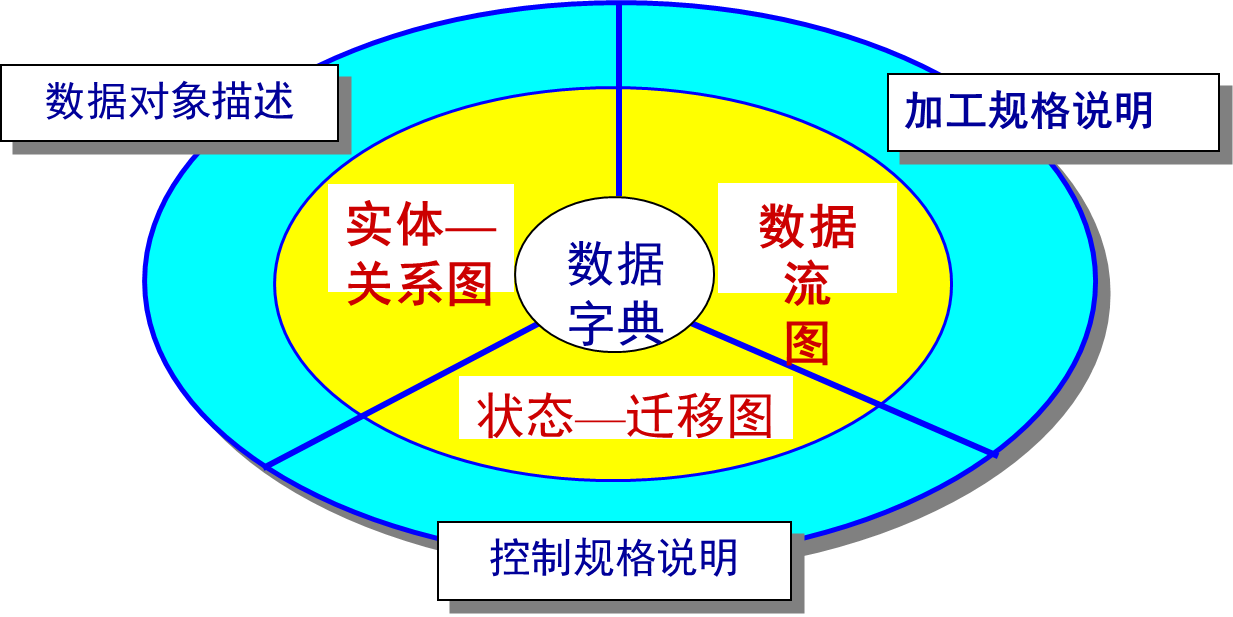 数据对象描述
加工规格说明
实体—
关系图
数据
字典
数据
流
图
状态—迁移图
控制规格说明